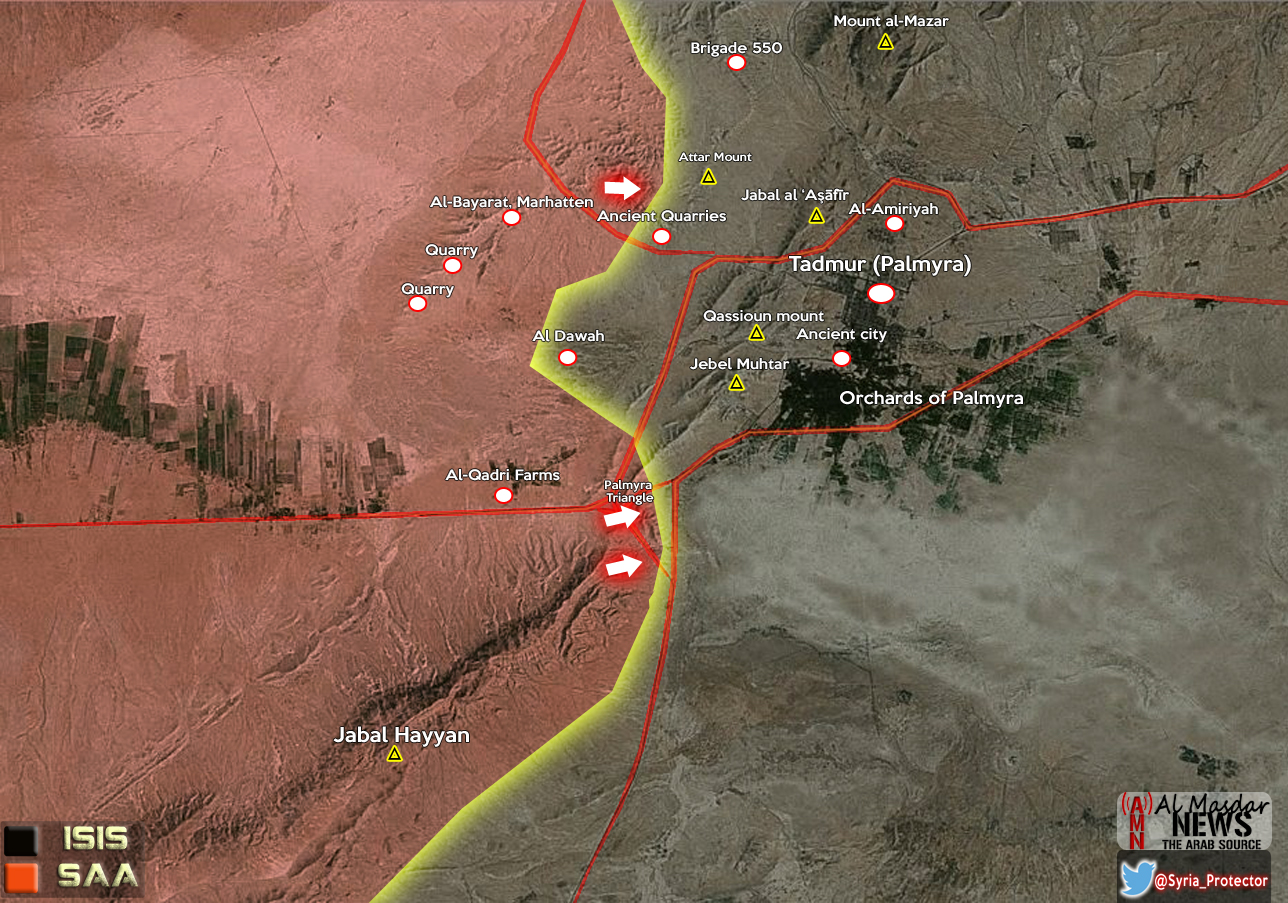 Mount al-Mazar
Brigade 550
Attar Mount
Jabal al 'Aşāfīr
Al-Bayarat, Marhatten
Ancient Quarries
Al-Amiriyah
Quarry
Tadmur (Palmyra)
Quarry
Qassioun mount
Al Dawah
Ancient city
Jebel Muhtar
Orchards of Palmyra
Al-Qadri Farms
Palmyra
Triangle
Jabal Hayyan
ISIS
SAA
AMN
Al Masdar
NEWS
THE ARAB SOURCE
@Syria_Protector